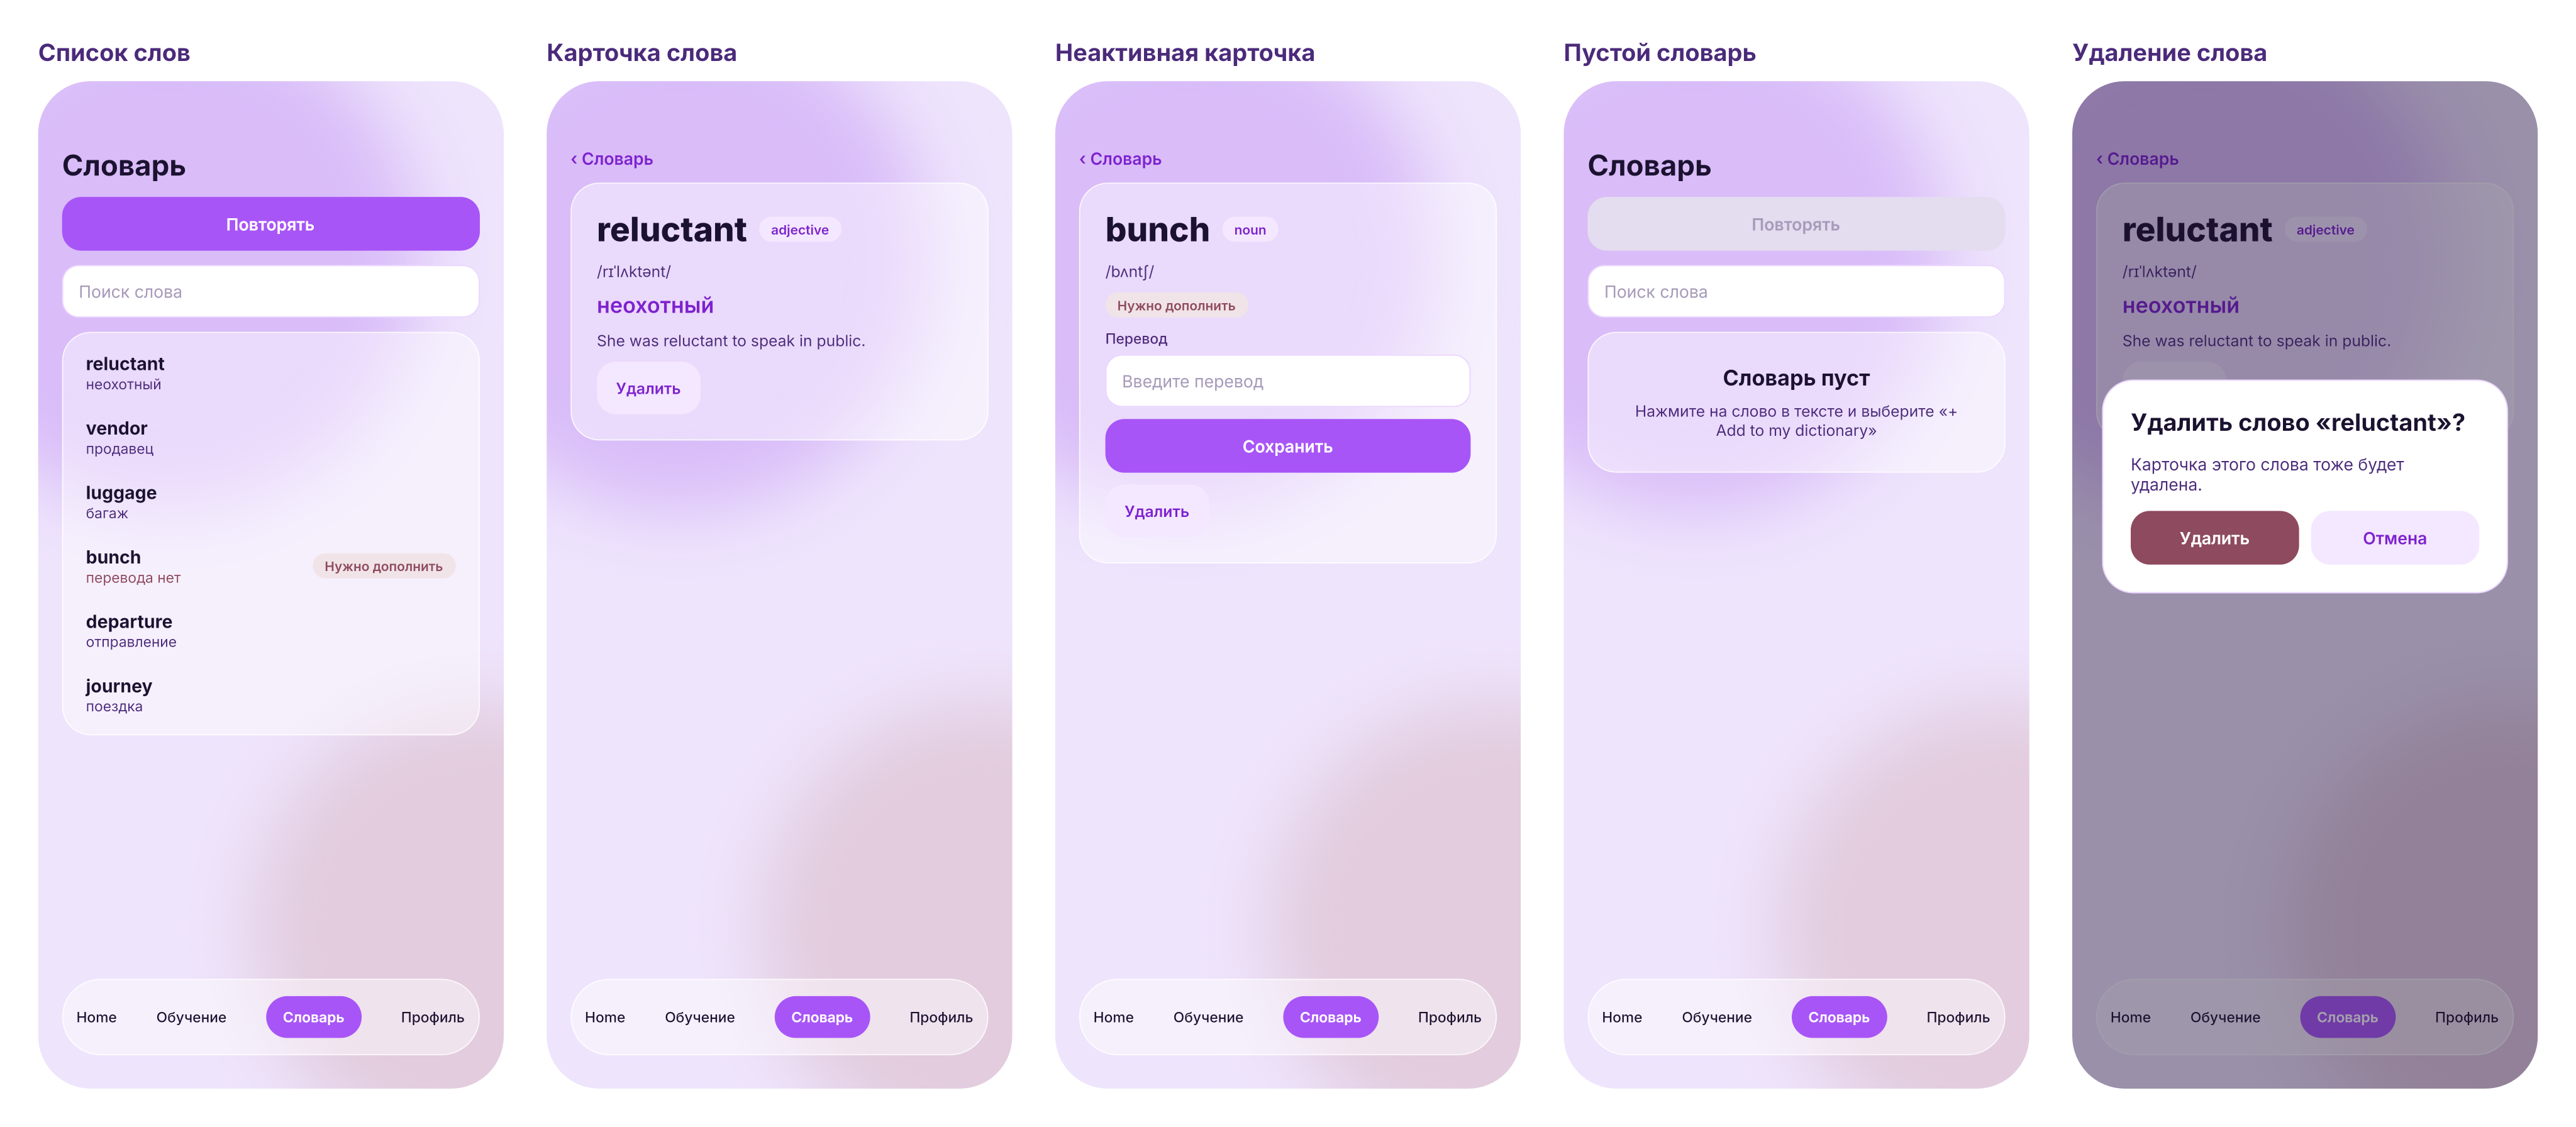 Список слов
Словарь
Повторять
Поиск слова
reluctant
неохотный
vendor
продавец
luggage
багаж
bunch
перевода нет
Нужно дополнить
departure
отправление
journey
поездка
Home Обучение Словарь Профиль
Карточка слова
‹ Словарь
reluctant adjective
/rɪˈlʌktənt/
неохотный
She was reluctant to speak in public.
Удалить
Home Обучение Словарь Профиль
Неактивная карточка
‹ Словарь
bunch noun
/bʌntʃ/
Нужно дополнить
Перевод
Введите перевод
Сохранить
Удалить
Home Обучение Словарь Профиль
Пустой словарь
Словарь
Повторять
Поиск слова
Словарь пуст
Нажмите на слово в тексте и выберите «+
Add to my dictionary»
Home Обучение Словарь Профиль
Удаление слова
‹ Словарь
reluctant adjective
/rɪˈlʌktənt/
неохотный
She was reluctant to speak in public.
Удалить слово «reluctant»?
Карточка этого слова тоже будет
удалена.
Удалить Отмена
Home Обучение Словарь Профиль